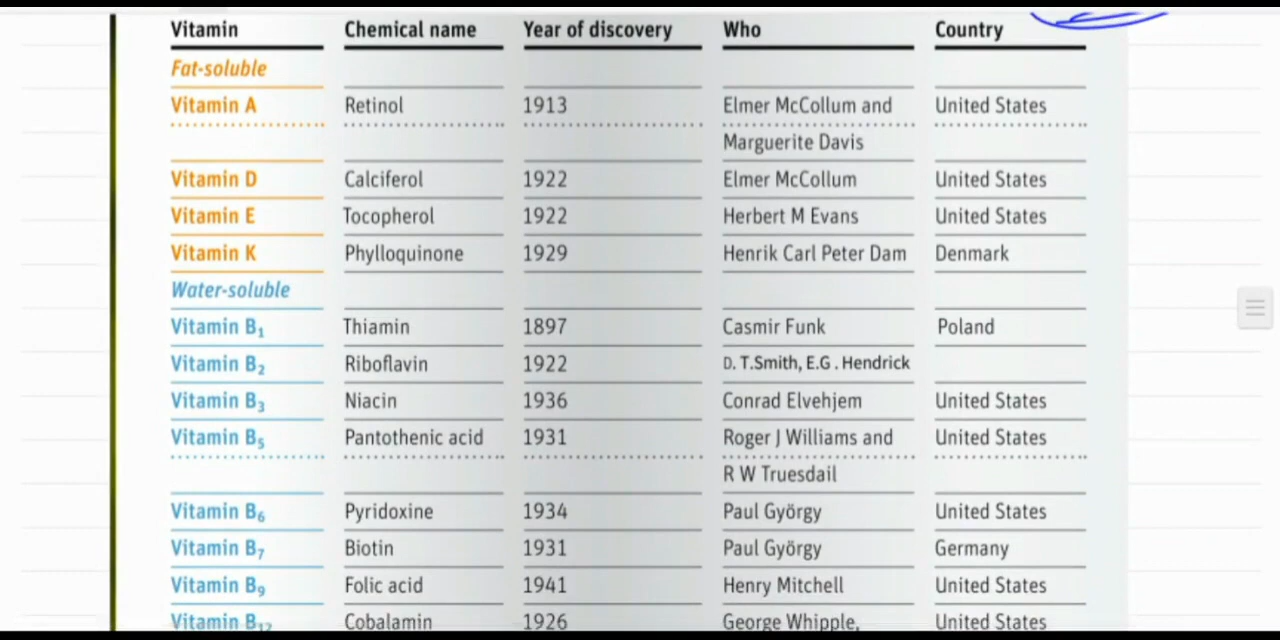 Vitamin Chemical name Year of discovery Who Country
Fat-soluble
Vitamin A Retinol 1913 Elmer McCollum and United States
Marguerite Davis
Vitamin D Calciferol 1922 Elmer McCollum United States
Vitamin E Tocopherol 1922 Herbert M Evans United States
Vitamin K Phylloquinone 1929 Henrik Carl Peter Dam Denmark
Water-soluble
Vitamin B₁ Thiamin 1897 Casmir Funk Poland
Vitamin B₂ Riboflavin 1922 D. T.Smith, E.G . Hendrick
Vitamin B₃ Niacin 1936 Conrad Elvehjem United States
Vitamin B₅ Pantothenic acid 1931 Roger J Williams and United States
R W Truesdail
Vitamin B₆ Pyridoxine 1934 Paul György United States
Vitamin B₇ Biotin 1931 Paul György Germany
Vitamin B₉ Folic acid 1941 Henry Mitchell United States
Vitamin B₁₂ Cobalamin 1926 George Whipple, United States